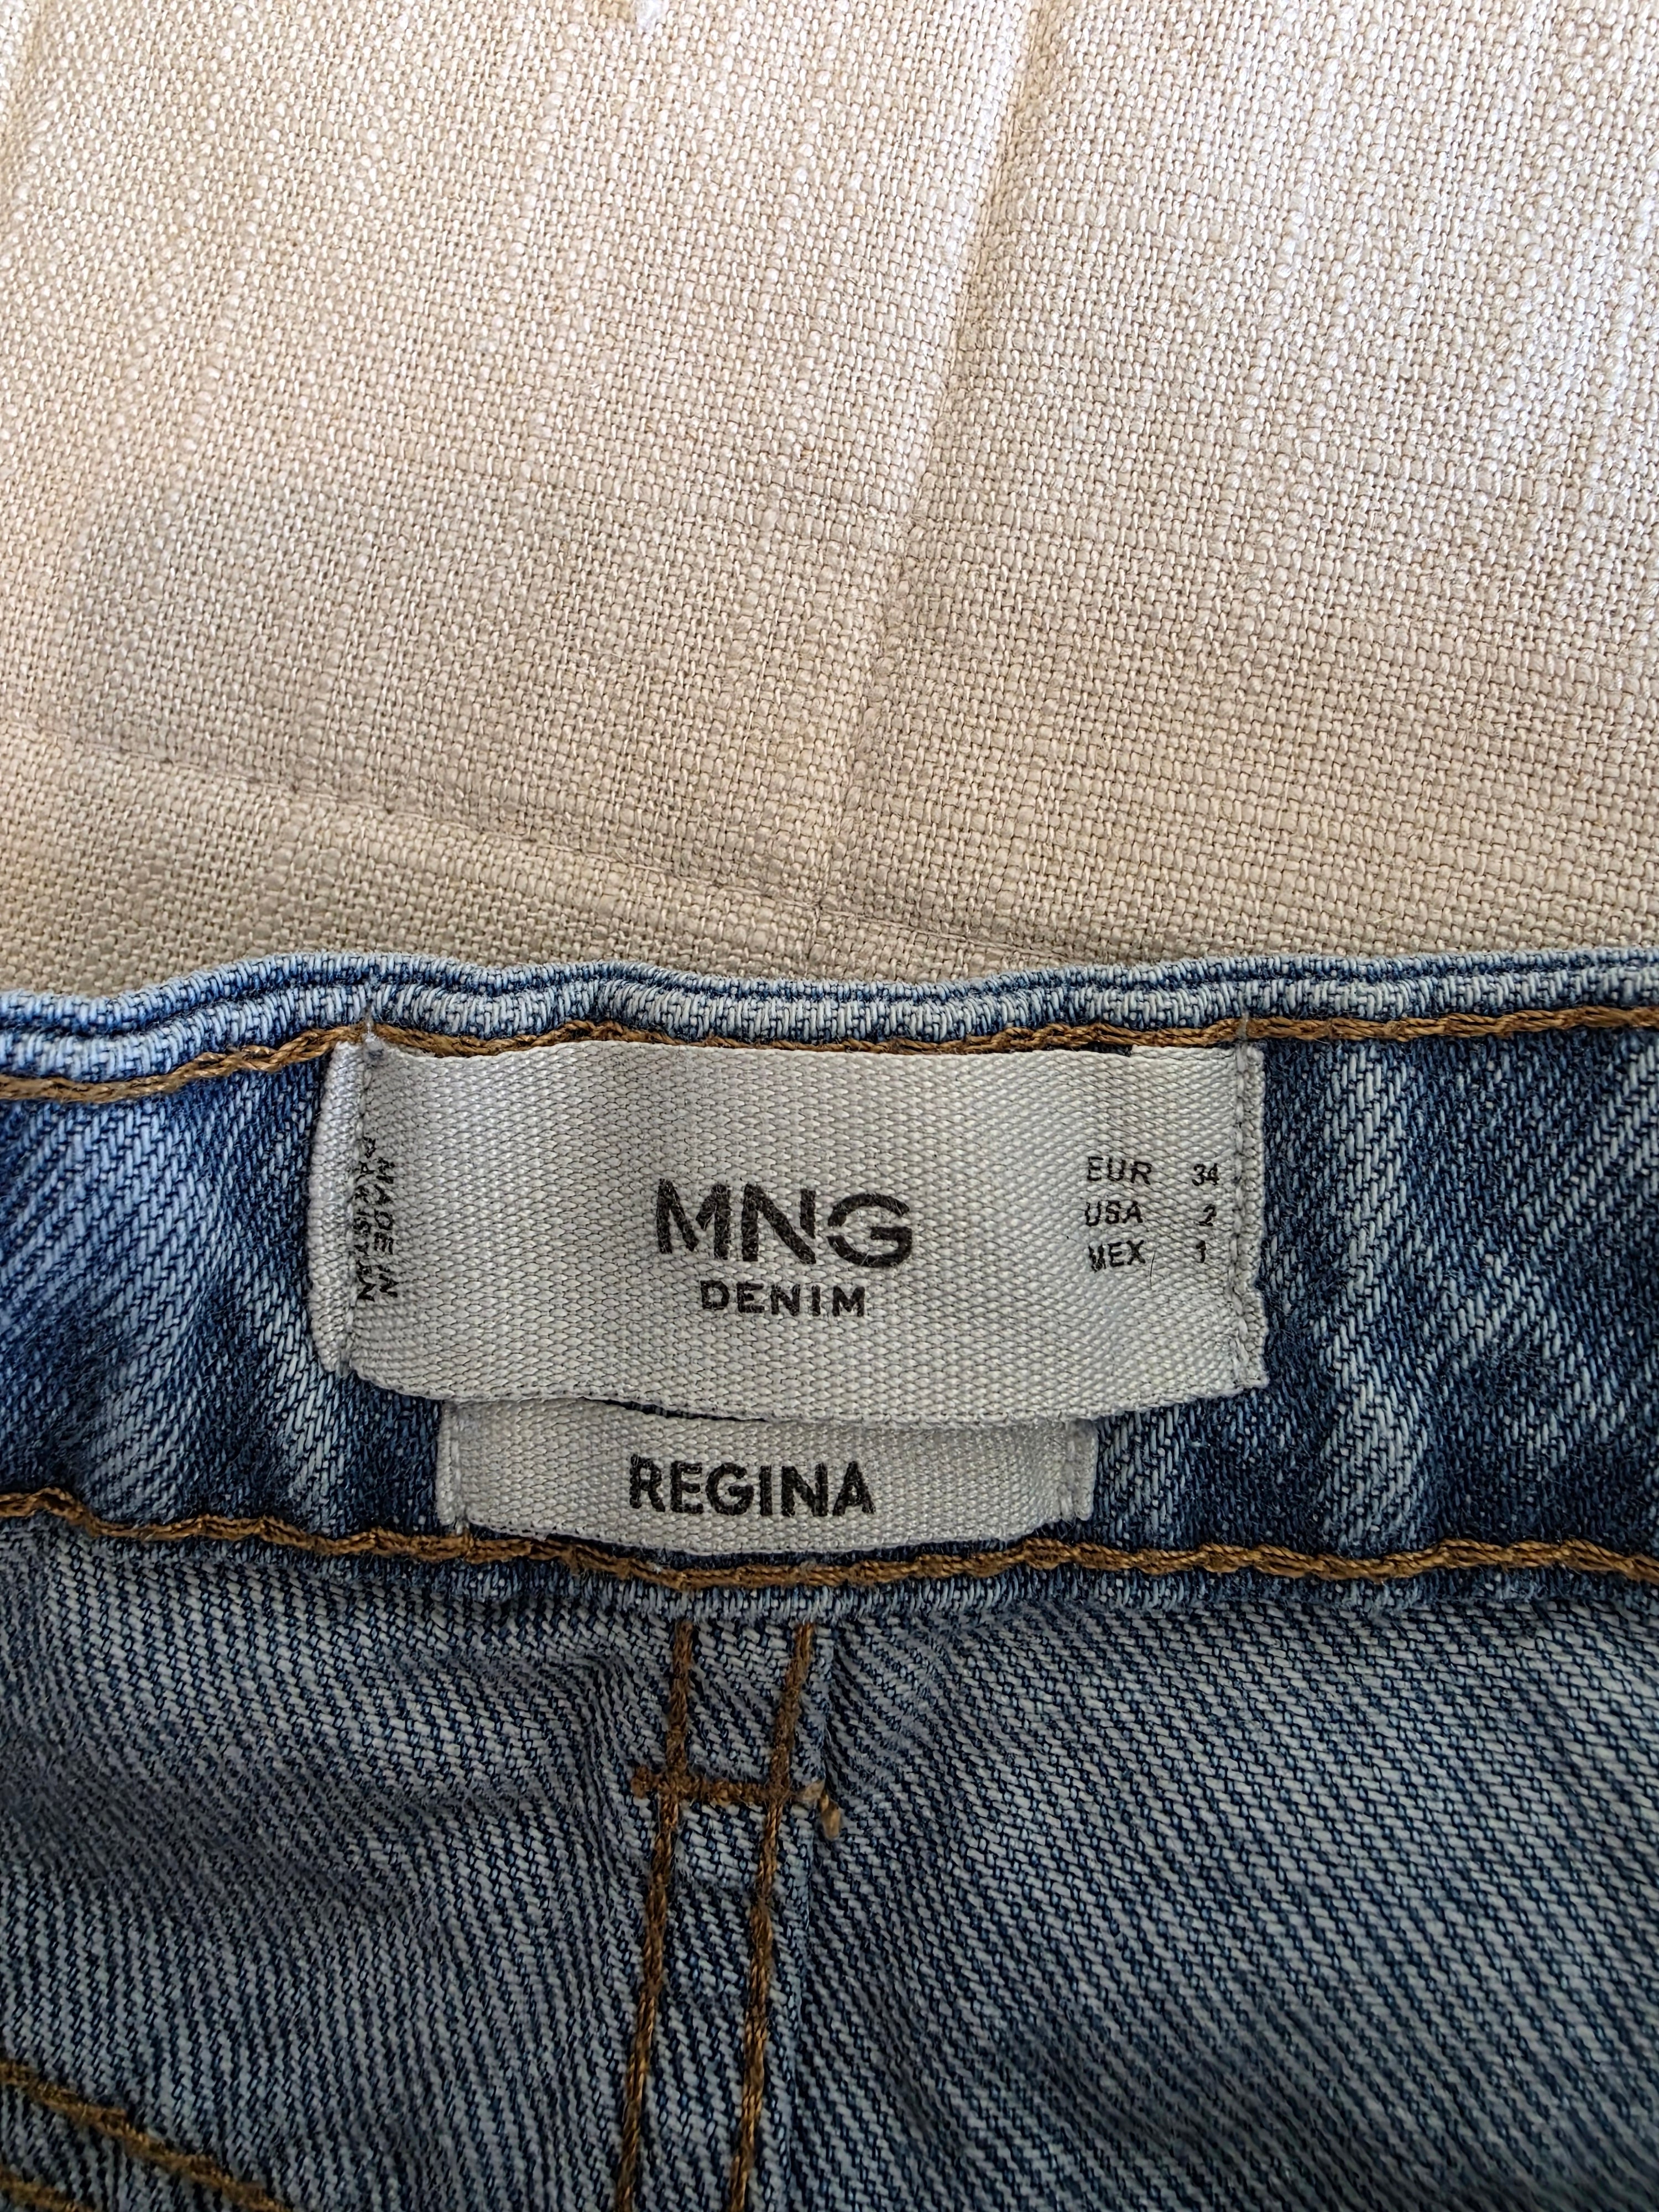 MADE IN
PAKISTAN
MNG
DENIM
EUR 34
USA 2
MEX 1
REGINA